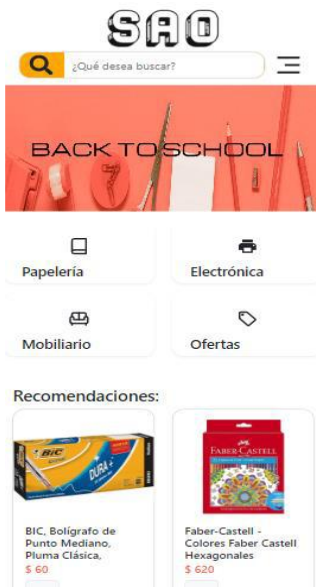 SAO
¿Qué desea buscar?
BACK TO SCHOOL
Papelería
Electrónica
Mobiliario
Ofertas
Recomendaciones:
BIC
DURA+
FABER-CASTELL
BIC, Bolígrafo de
Punto Mediano,
Pluma Clásica,
$ 60
Faber-Castell -
Colores Faber Castell
Hexagonales
$ 620